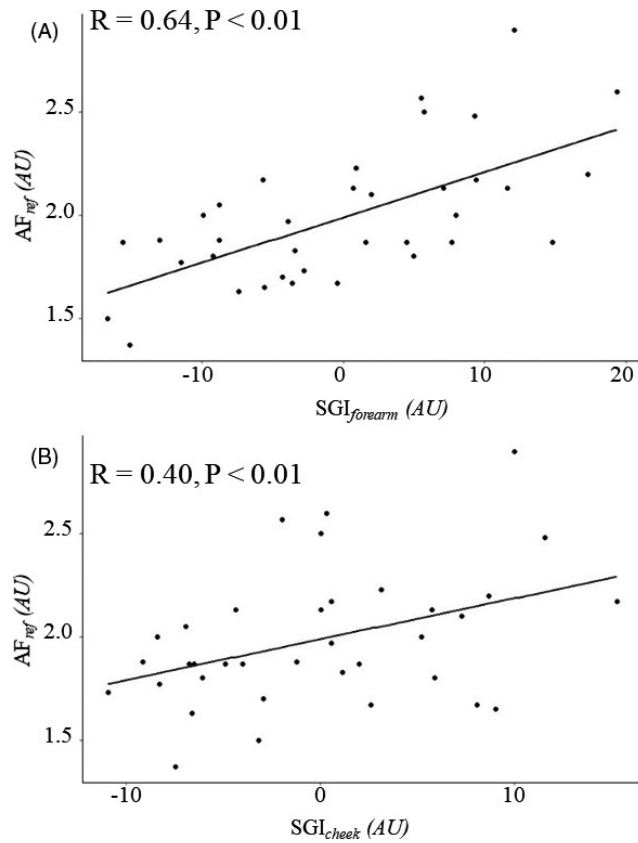 (A)
R = 0.64, P < 0.01
2.5
2.0
1.5
AFref (AU)
-10
0
10
20
SGIforearm (AU)
(B)
R = 0.40, P < 0.01
2.5
2.0
1.5
AFref (AU)
-10
0
10
SGIcheek (AU)